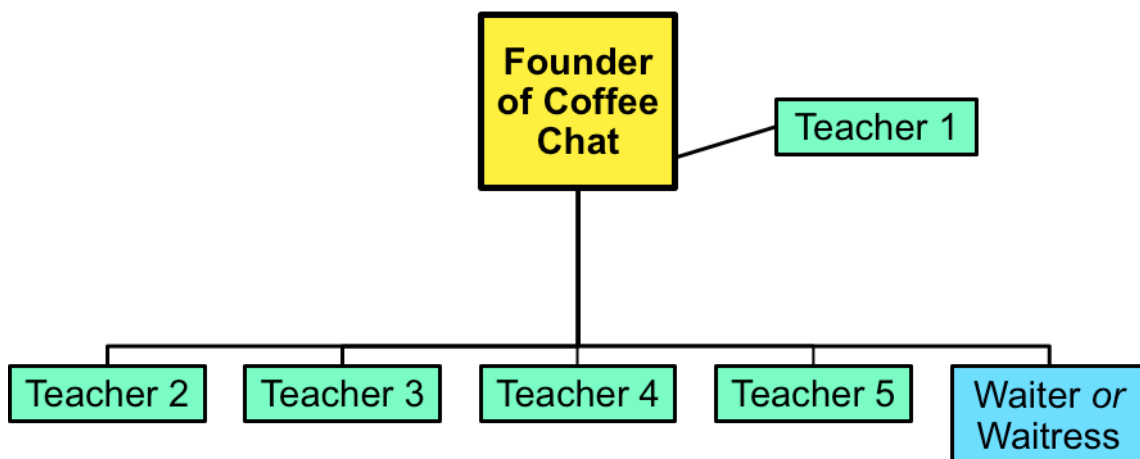 Founder
of Coffee
Chat
Teacher 1
Teacher 2
Teacher 3
Teacher 4
Teacher 5
Waiter or
Waitress